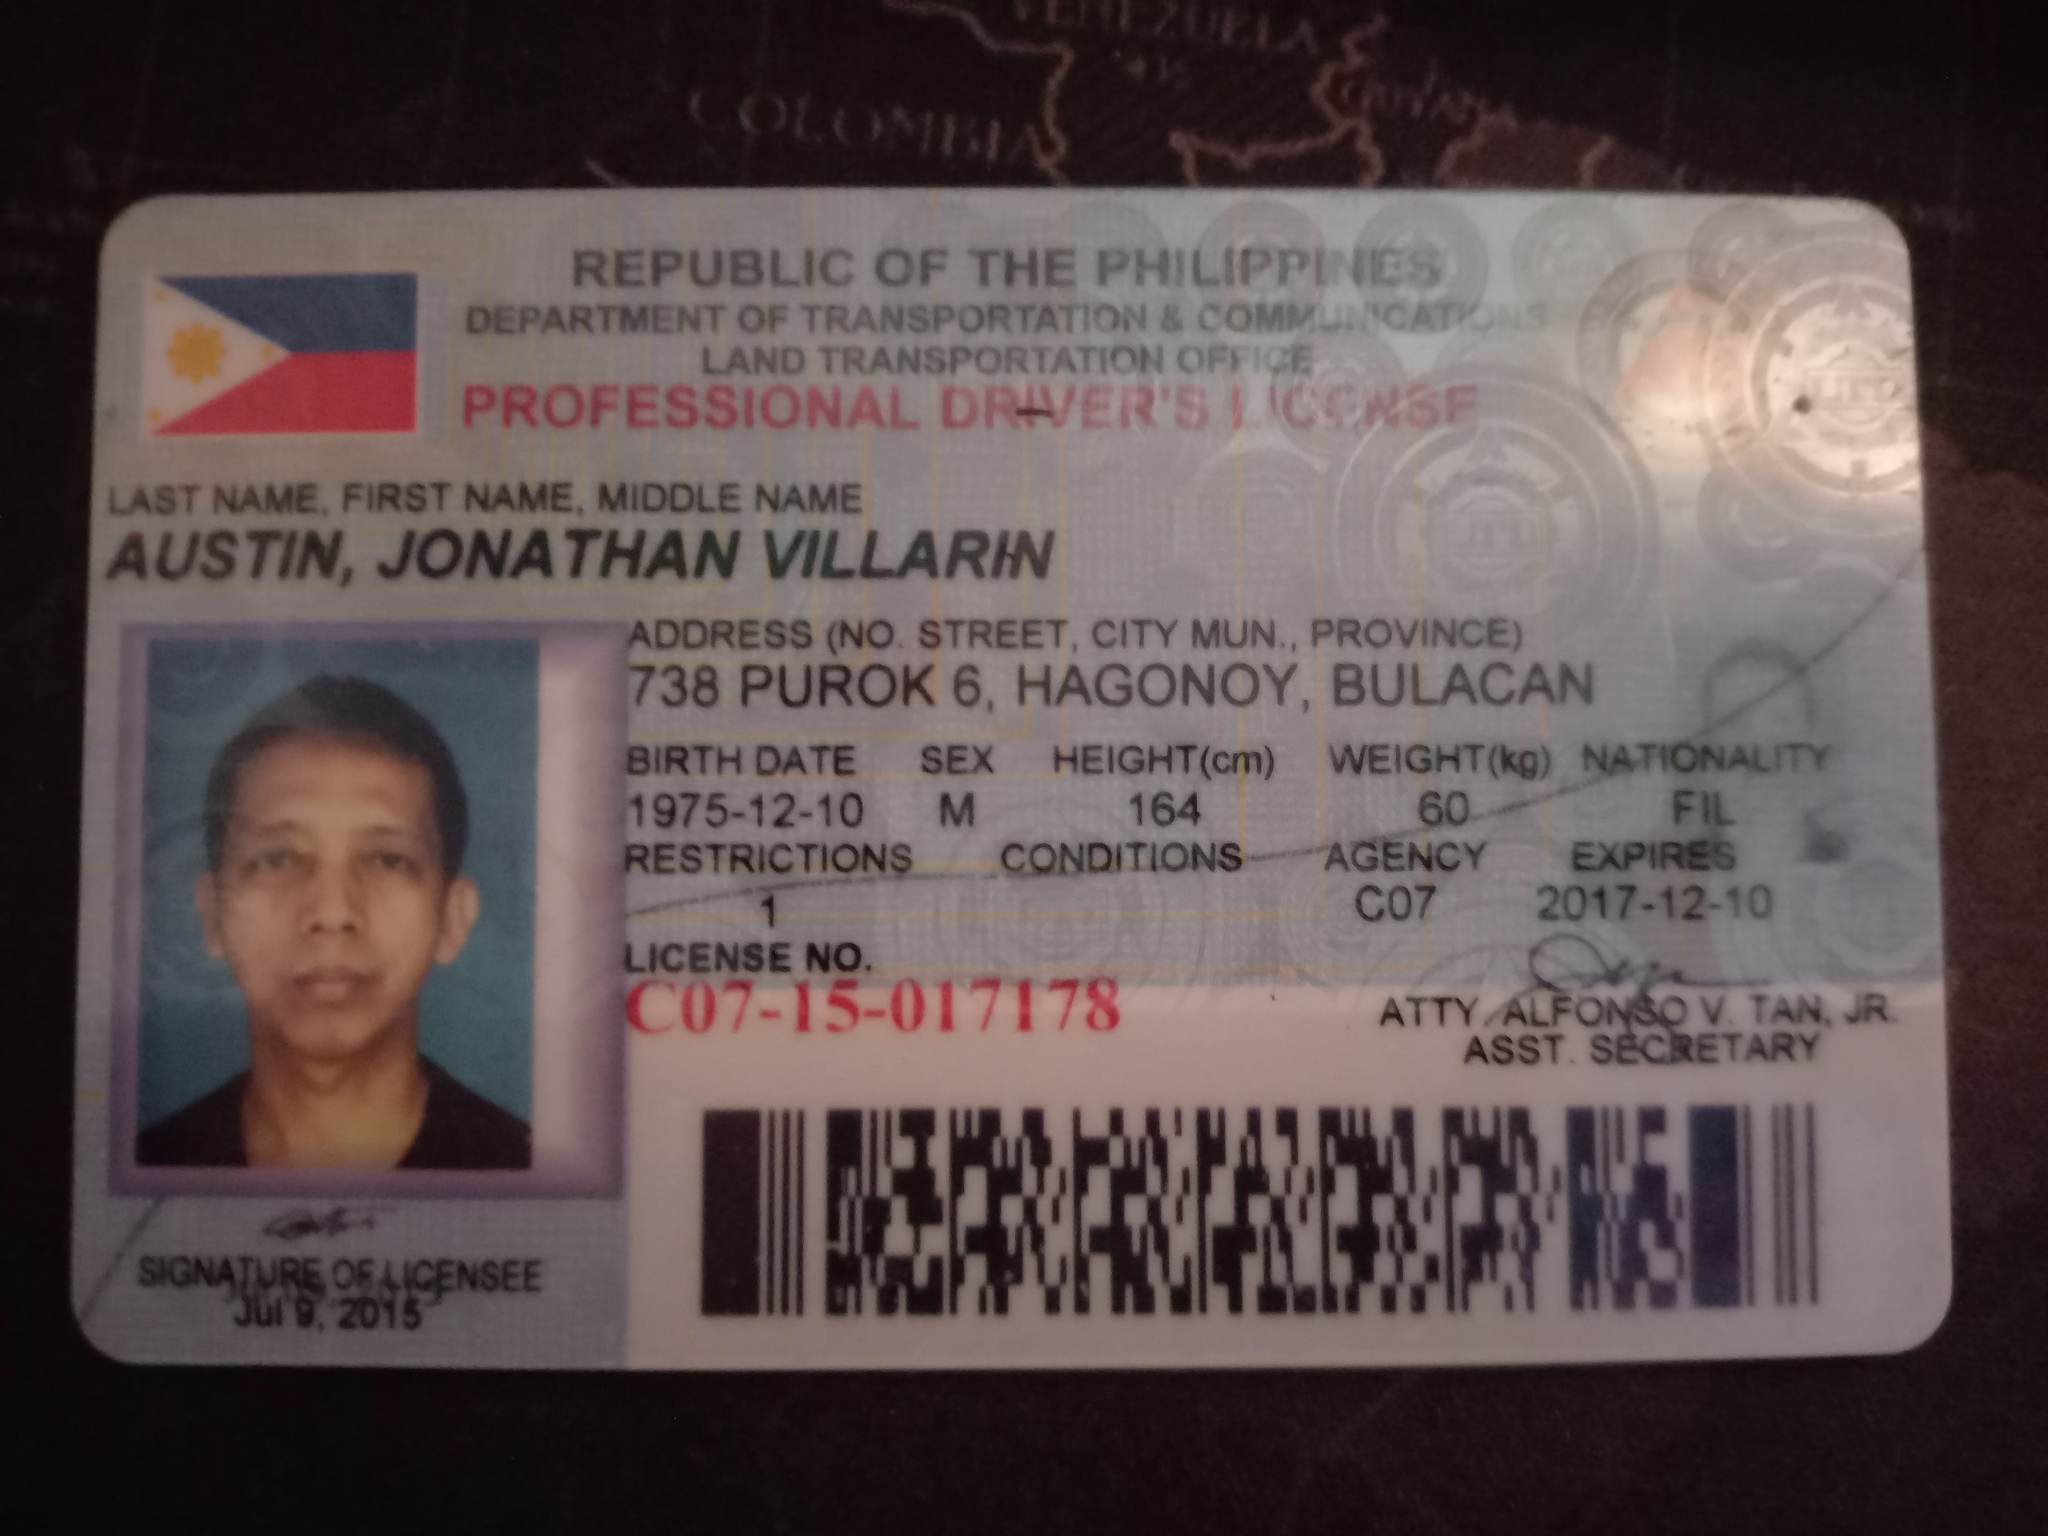 VENEZUELA
COLOMBIA
REPUBLIC OF THE PHILIPPINES
DEPARTMENT OF TRANSPORTATION & COMMUNICATIONS
LAND TRANSPORTATION OFFICE
PROFESSIONAL DRIVER'S LICENSE
LAST NAME, FIRST NAME, MIDDLE NAME
AUSTIN, JONATHAN VILLARIN
ADDRESS (NO. STREET, CITY MUN., PROVINCE)
738 PUROK 6, HAGONOY, BULACAN
BIRTH DATE SEX HEIGHT(cm) WEIGHT(kg) NATIONALITY
1975-12-10 M 164 60 FIL
RESTRICTIONS CONDITIONS AGENCY EXPIRES
1 C07 2017-12-10
LICENSE NO.
C07-15-017178
ATTY. ALFONSO V. TAN, JR.
ASST. SECRETARY
SIGNATURE OF LICENSEE
Jul 9, 2015